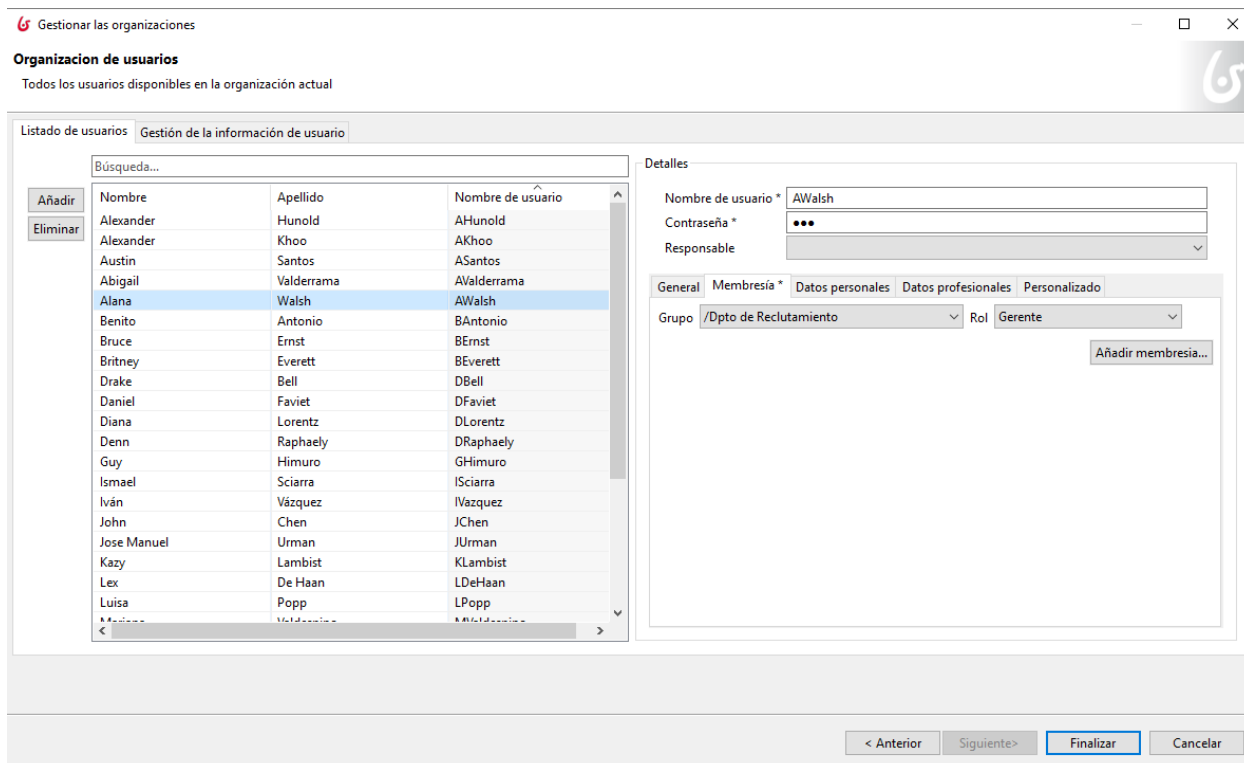 Gestionar las organizaciones
Organizacion de usuarios
Todos los usuarios disponibles en la organización actual
Listado de usuarios Gestión de la información de usuario
Búsqueda...
Añadir
Eliminar
Nombre Apellido Nombre de usuario
Alexander Hunold AHunold
Alexander Khoo AKhoo
Austin Santos ASantos
Abigail Valderrama AValderrama
Alana Walsh AWalsh
Benito Antonio BAntonio
Bruce Ernst BErnst
Britney Everett BEverett
Drake Bell DBell
Daniel Faviet DFaviet
Diana Lorentz DLorentz
Denn Raphaely DRaphaely
Guy Himuro GHimuro
Ismael Sciarra ISciarra
Iván Vázquez IVazquez
John Chen JChen
Jose Manuel Urman JUrman
Kazy Lambist KLambist
Lex De Haan LDeHaan
Luisa Popp LPopp
Detalles
Nombre de usuario * AWalsh
Contraseña * •••
Responsable
General Membresía * Datos personales Datos profesionales Personalizado
Grupo /Dpto de Reclutamiento Rol Gerente
Añadir membresia...
< Anterior Siguiente> Finalizar Cancelar